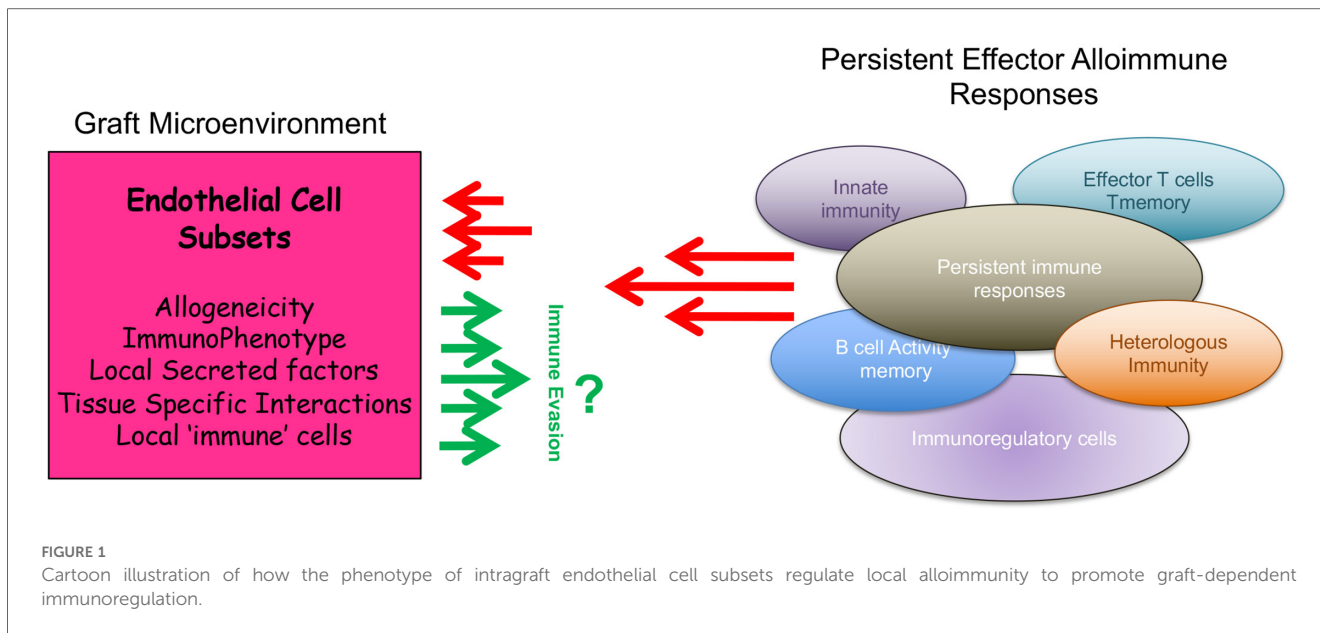 Graft Microenvironment
Endothelial Cell
Subsets
Allogeneicity
ImmunoPhenotype
Local Secreted factors
Tissue Specific Interactions
Local ‘immune’ cells
Immune Evasion
?
Persistent Effector Alloimmune
Responses
Innate
immunity
Effector T cells
Tmemory
Persistent immune
responses
B cell Activity
memory
Heterologous
Immunity
Immunoregulatory cells
FIGURE 1
Cartoon illustration of how the phenotype of intragraft endothelial cell subsets regulate local alloimmunity to promote graft-dependent
immunoregulation.